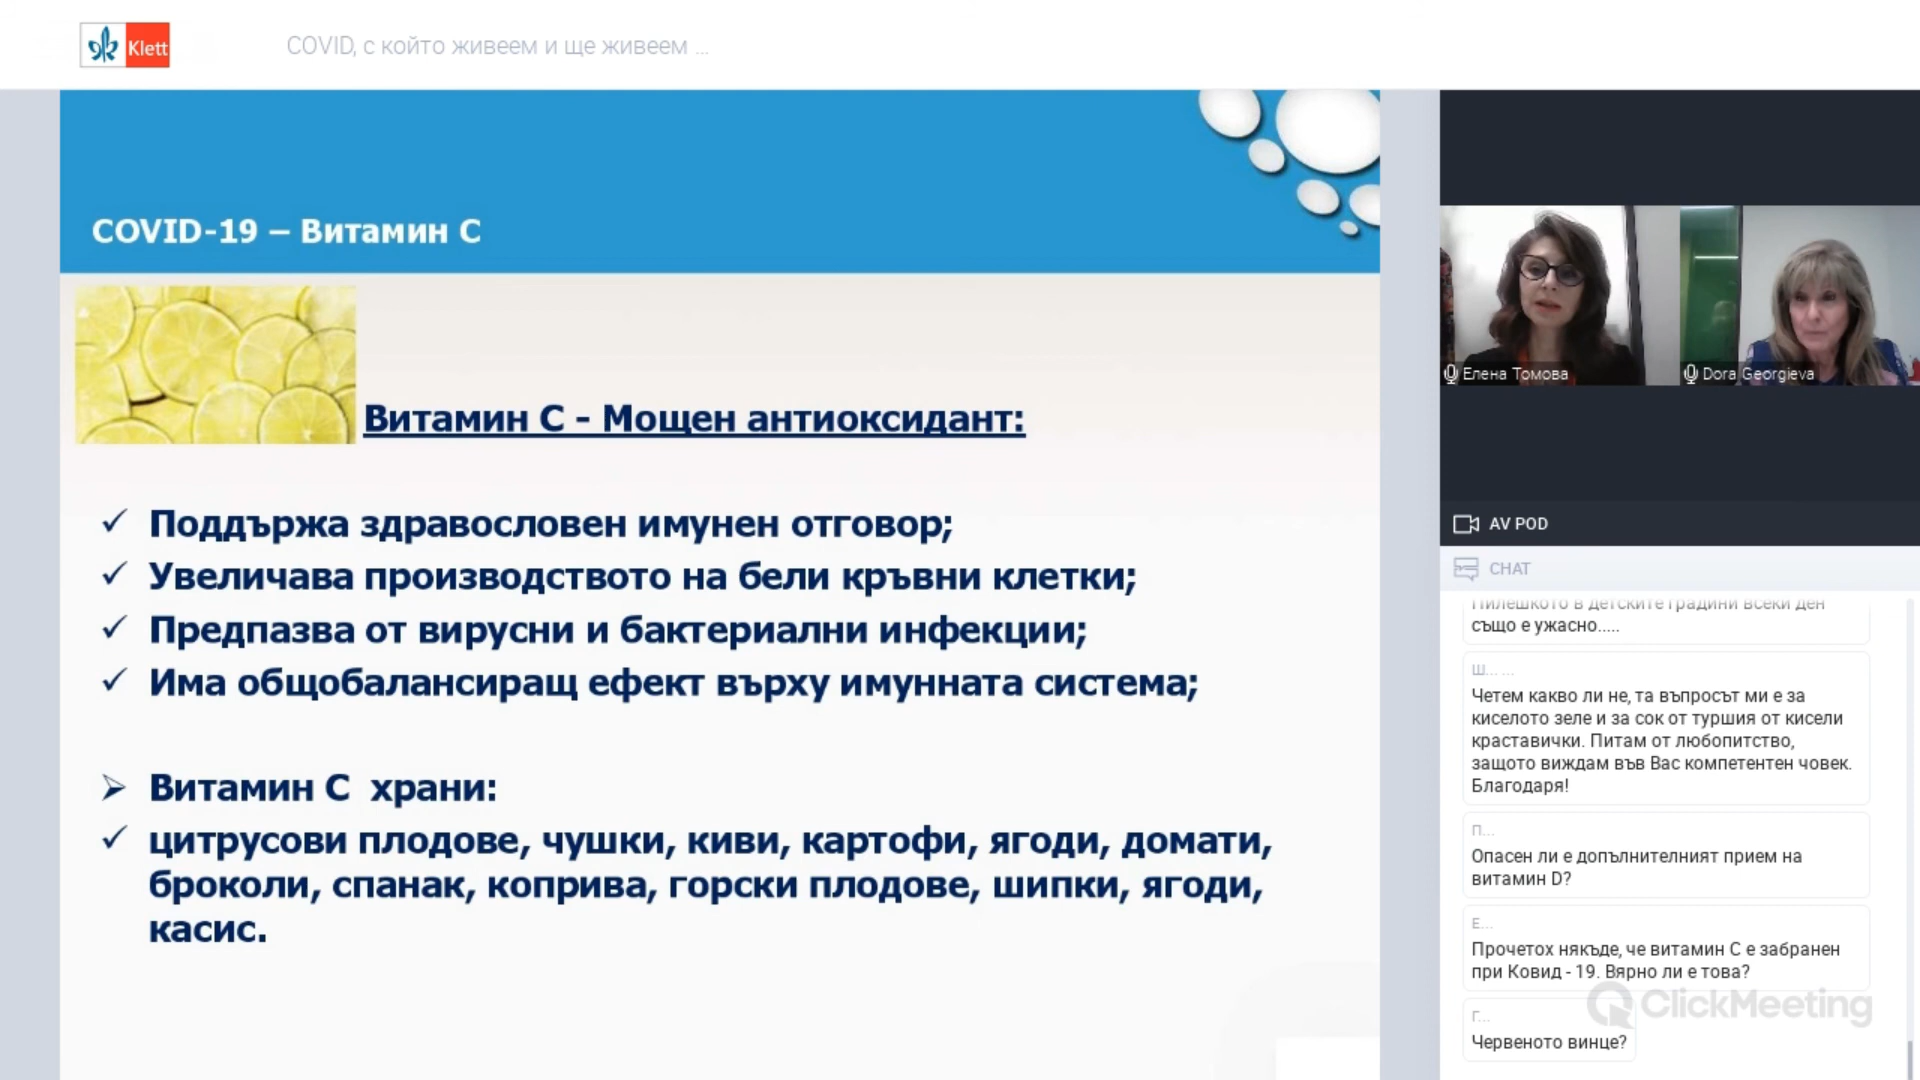 Klett
COVID, с който живеем и ще живеем ...
COVID-19 – Витамин С
Витамин С - Мощен антиоксидант:
✓ Поддържа здравословен имунен отговор;
✓ Увеличава производството на бели кръвни клетки;
✓ Предпазва от вирусни и бактериални инфекции;
✓ Има общобалансиращ ефект върху имунната система;
➢ Витамин С храни:
✓ цитрусови плодове, чушки, киви, картофи, ягоди, домати,
броколи, спанак, коприва, горски плодове, шипки, ягоди,
касис.
Елена Томова
Dora Georgieva
AV POD
CHAT
Пилешкото в детските градини всеки ден
също е ужасно.....
Ш... ...
Четем какво ли не, та въпросът ми е за
киселото зеле и за сок от туршия от кисели
краставички. Питам от любопитство,
защото виждам във Вас компетентен човек.
Благодаря!
П...
Опасен ли е допълнителният прием на
витамин D?
Е...
Прочетох някъде, че витамин С е забранен
при Ковид - 19. Вярно ли е това?
Г...
Червеното винце?
ClickMeeting